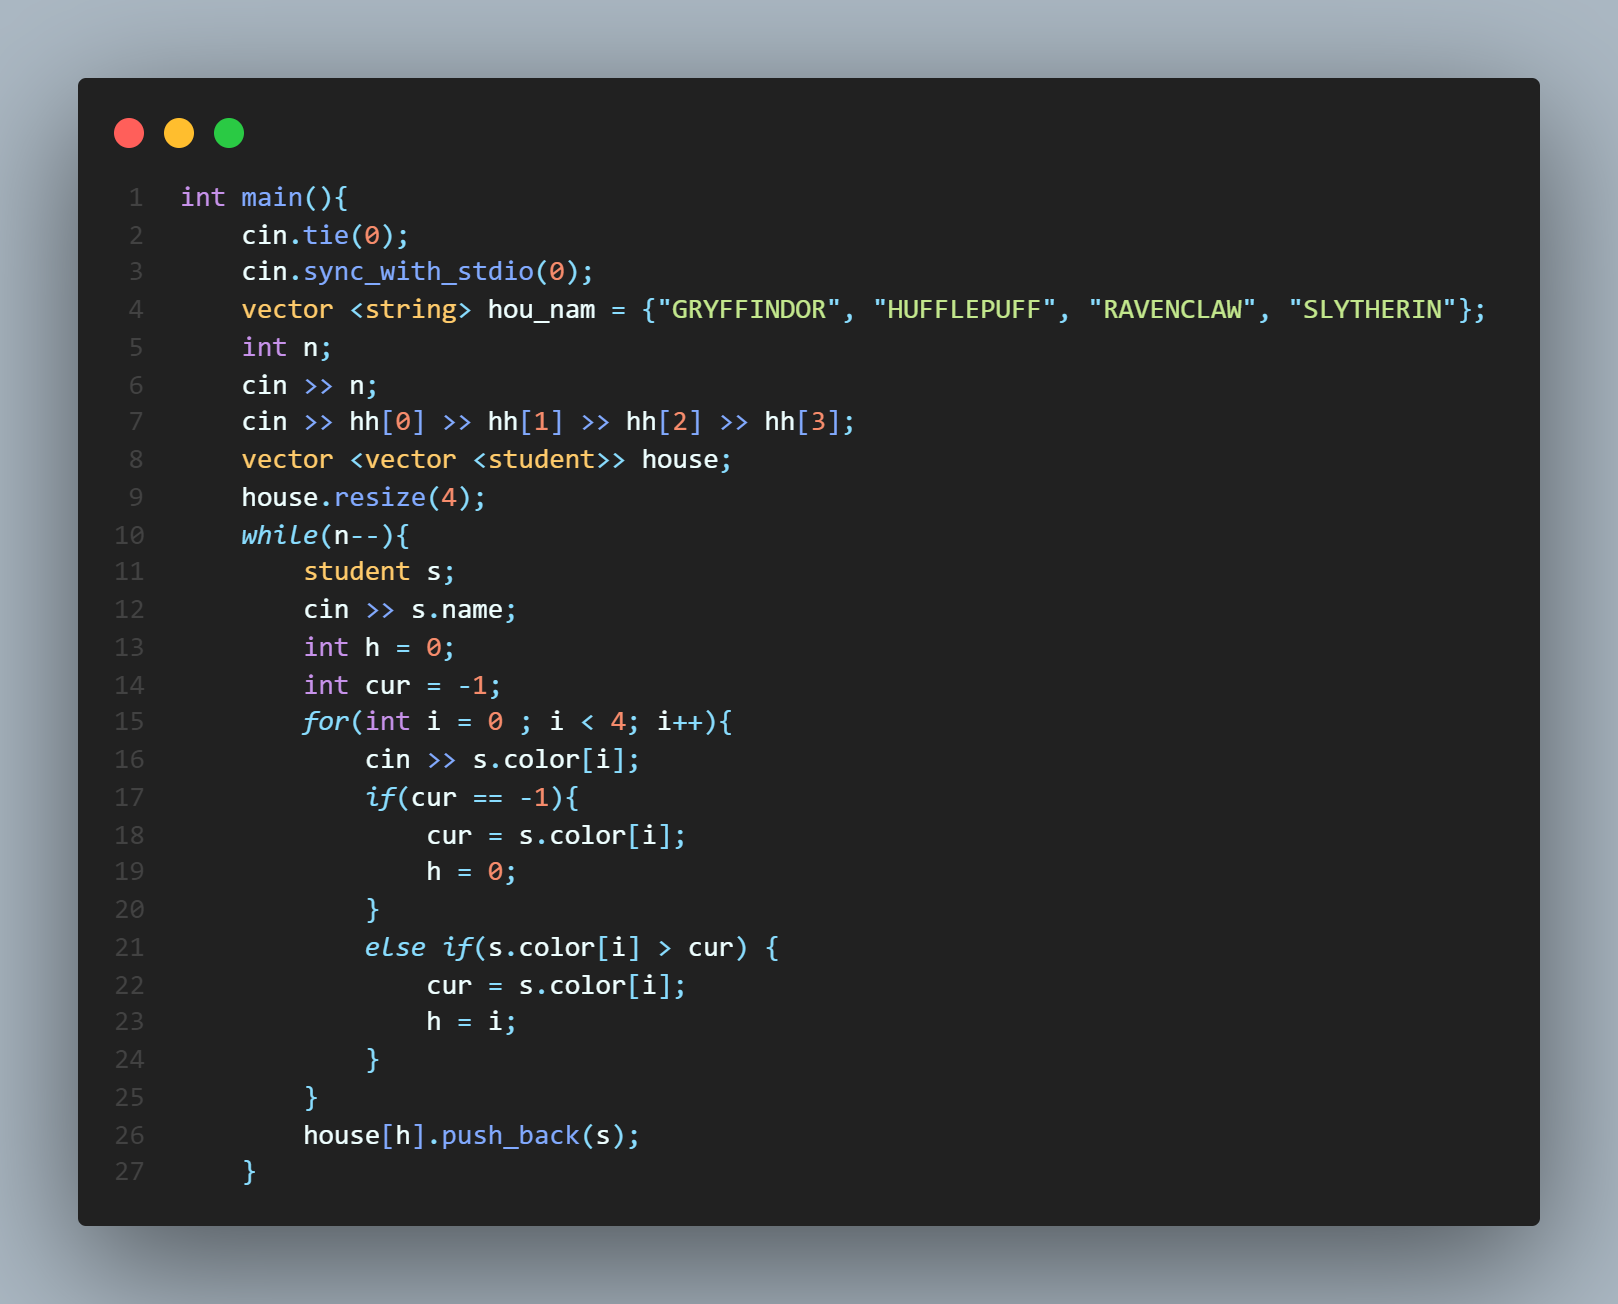 1 int main(){
2 cin.tie(0);
3 cin.sync_with_stdio(0);
4 vector <string> hou_nam = {"GRYFFINDOR", "HUFFLEPUFF", "RAVENCLAW", "SLYTHERIN"};
5 int n;
6 cin >> n;
7 cin >> hh[0] >> hh[1] >> hh[2] >> hh[3];
8 vector <vector <student>> house;
9 house.resize(4);
10 while(n--){
11 student s;
12 cin >> s.name;
13 int h = 0;
14 int cur = -1;
15 for(int i = 0 ; i < 4; i++){
16 cin >> s.color[i];
17 if(cur == -1){
18 cur = s.color[i];
19 h = 0;
20 }
21 else if(s.color[i] > cur) {
22 cur = s.color[i];
23 h = i;
24 }
25 }
26 house[h].push_back(s);
27 }